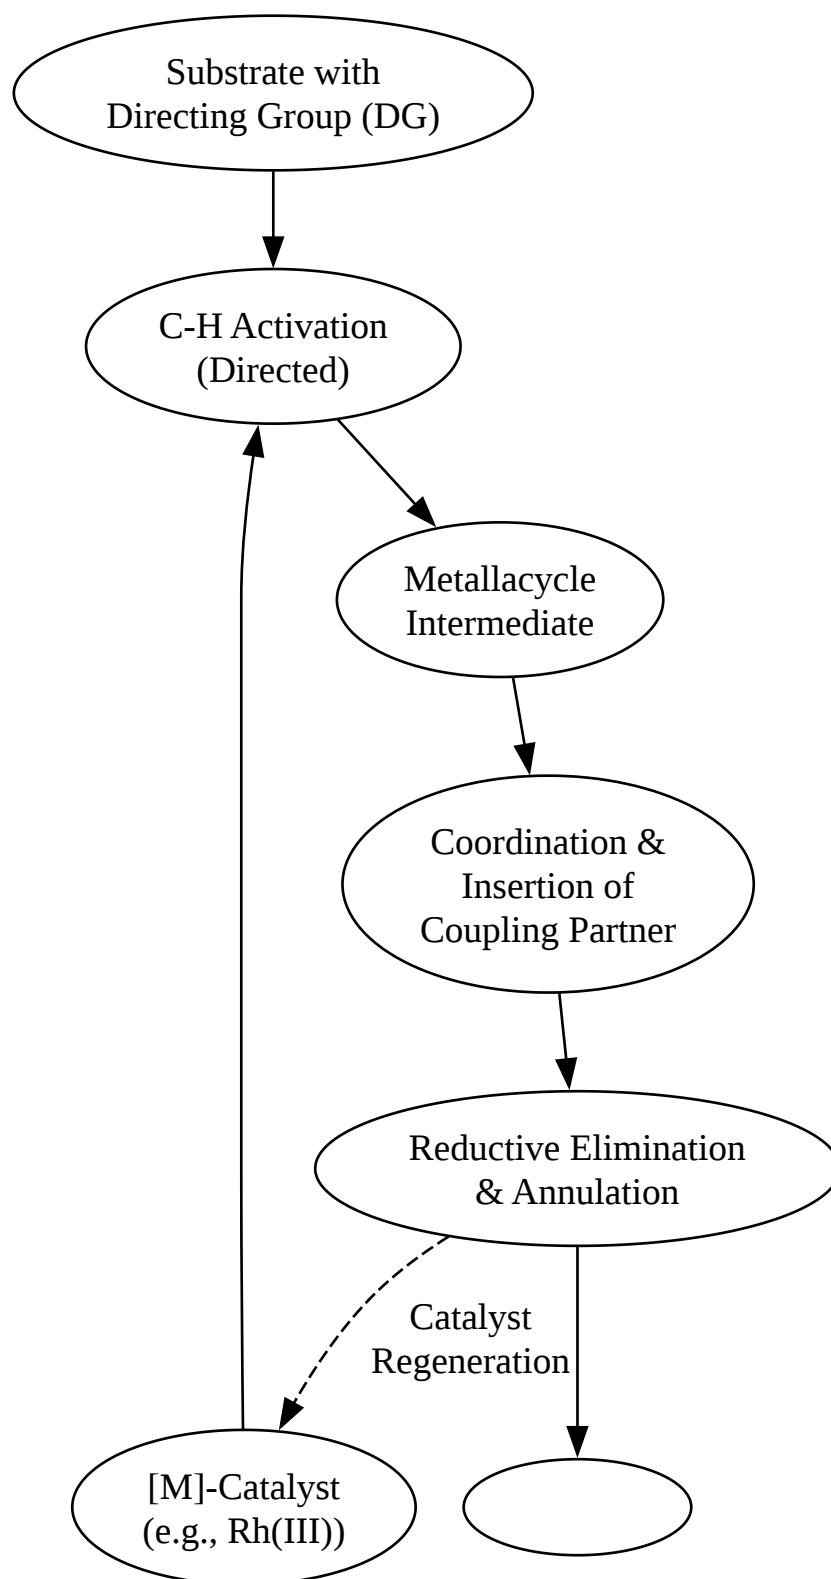 Substrate with
Directing Group (DG)
C-H Activation
(Directed)
Metallacycle
Intermediate
Coordination &
Insertion of
Coupling Partner
Reductive Elimination
& Annulation
Catalyst
Regeneration
[M]-Catalyst
(e.g., Rh(III))